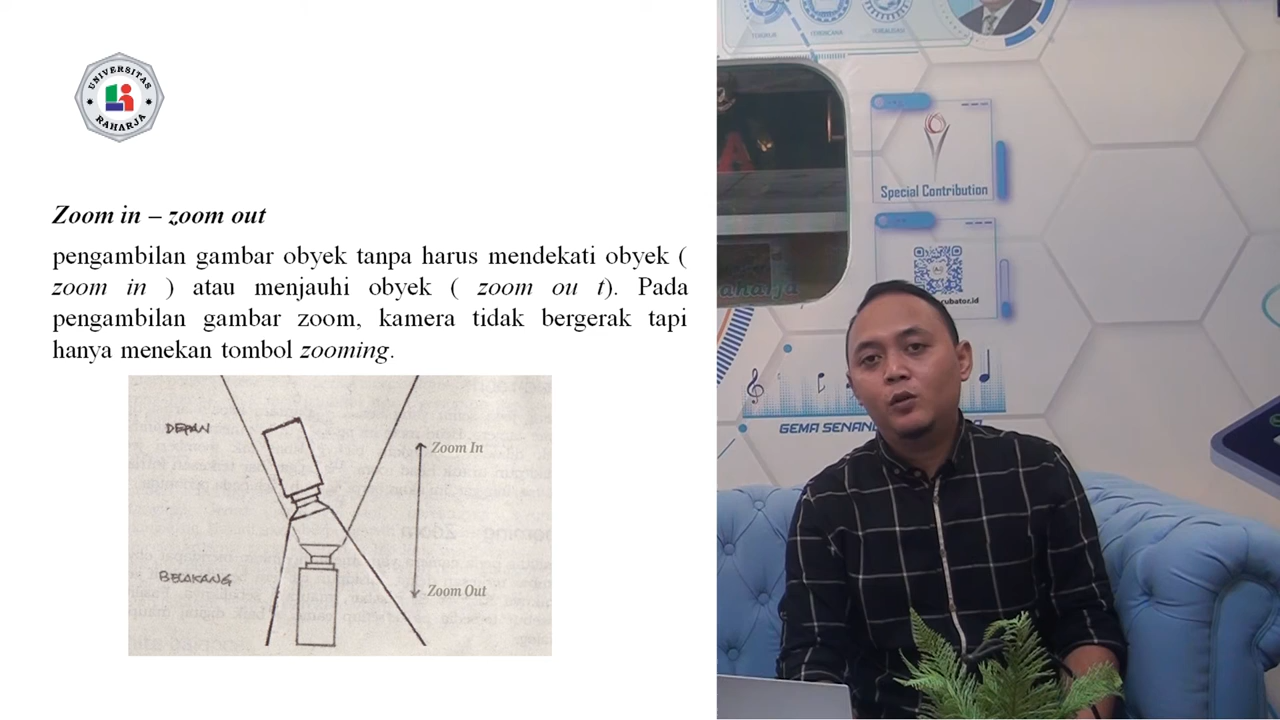 UNIVERSITAS
RAHARJA
Zoom in – zoom out
pengambilan gambar obyek tanpa harus mendekati obyek (
zoom in ) atau menjauhi obyek ( zoom ou t). Pada
pengambilan gambar zoom, kamera tidak bergerak tapi
hanya menekan tombol zooming.
DEPAN
Zoom In
BELAKANG
Zoom Out
Special Contribution
GEMA SENAN